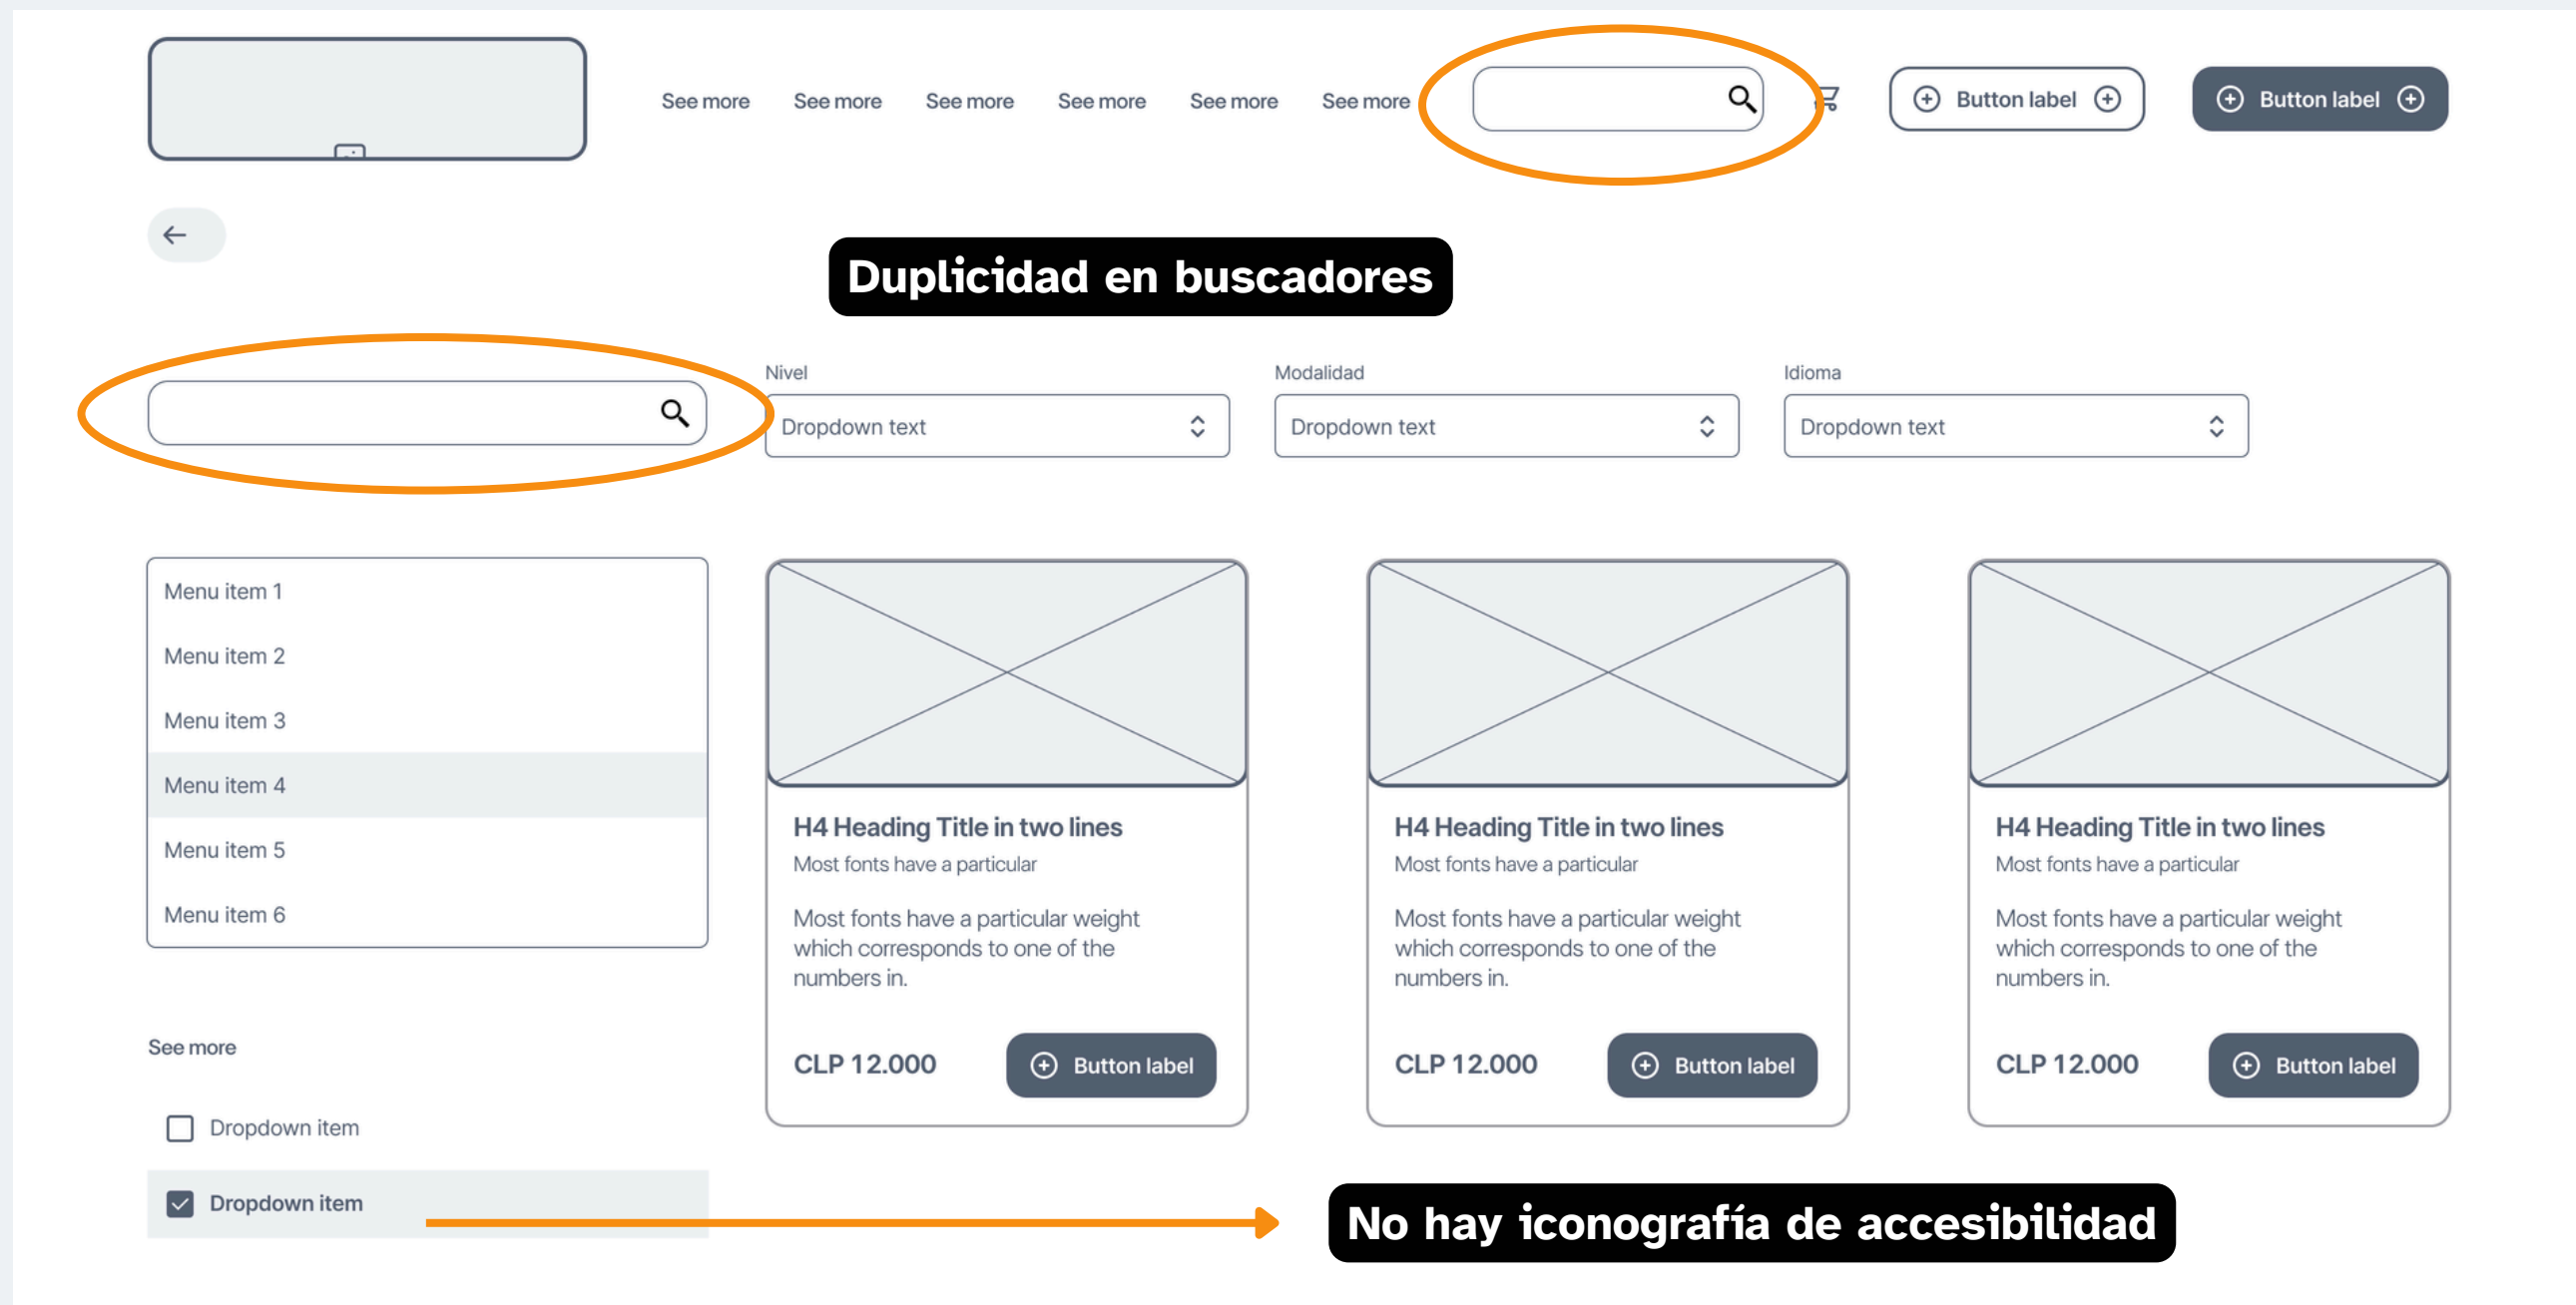 See more See more See more See more See more See more Button label Button label
Duplicidad en buscadores
Nivel Modalidad Idioma
Dropdown text Dropdown text Dropdown text
Menu item 1
Menu item 2
Menu item 3
Menu item 4
Menu item 5
Menu item 6
See more
Dropdown item
Dropdown item
H4 Heading Title in two lines
Most fonts have a particular
Most fonts have a particular weight
which corresponds to one of the
numbers in.
CLP 12.000 Button label
H4 Heading Title in two lines
Most fonts have a particular
Most fonts have a particular weight
which corresponds to one of the
numbers in.
CLP 12.000 Button label
H4 Heading Title in two lines
Most fonts have a particular
Most fonts have a particular weight
which corresponds to one of the
numbers in.
CLP 12.000 Button label
No hay iconografía de accesibilidad